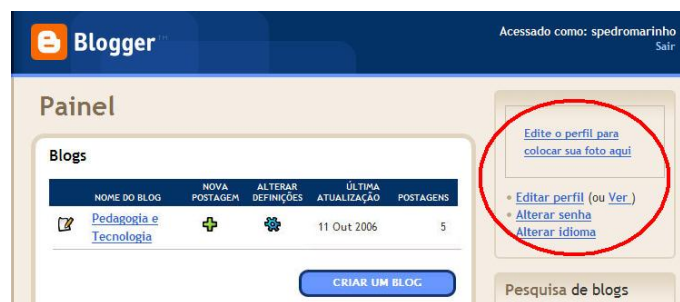 Blogger™
Acessado como: spedromarinho
Sair
Painel
Blogs
NOME DO BLOG
NOVA POSTAGEM
ALTERAR DEFINIÇÕES
ÚLTIMA ATUALIZAÇÃO
POSTAGENS
Pedagogia e
Tecnologia
11 Out 2006
5
CRIAR UM BLOG
Edite o perfil para
colocar sua foto aqui
Editar perfil (ou Ver )
Alterar senha
Alterar idioma
Pesquisa de blogs